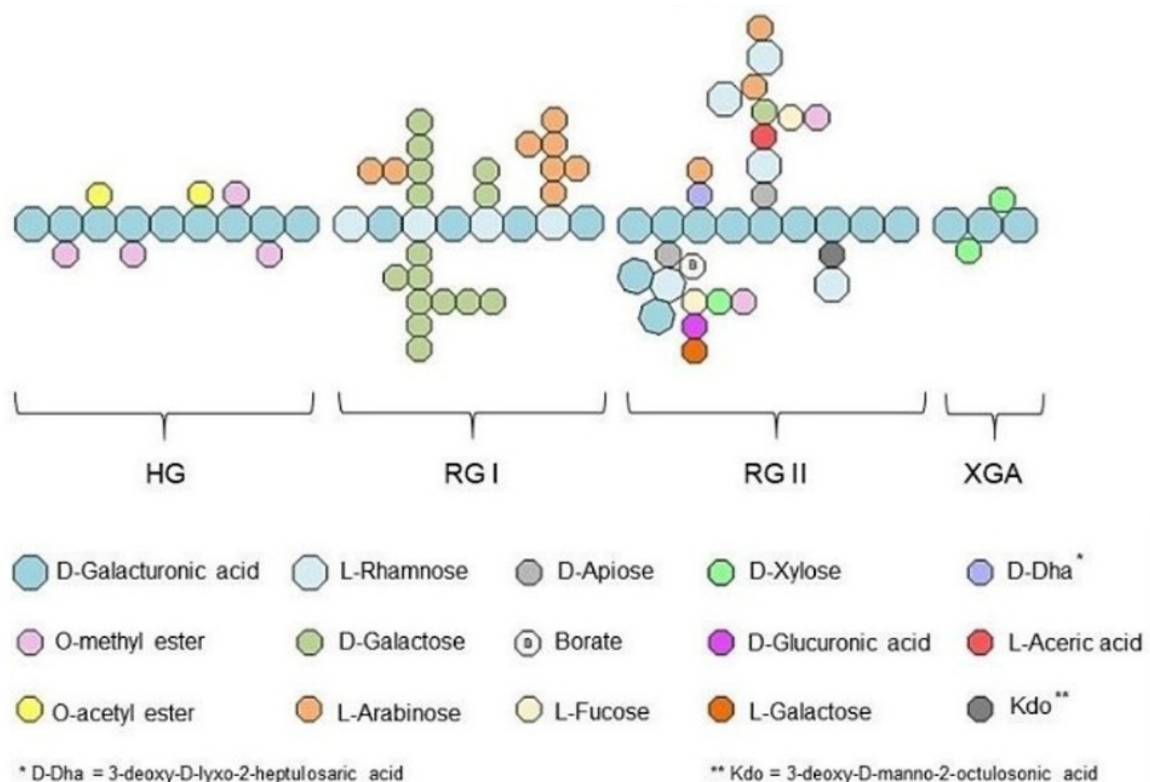 B
HG RG I RG II XGA
D-Galacturonic acid L-Rhamnose D-Apiose D-Xylose D-Dha*
O-methyl ester D-Galactose B Borate D-Glucuronic acid L-Aceric acid
O-acetyl ester L-Arabinose L-Fucose L-Galactose Kdo**
* D-Dha = 3-deoxy-D-lyxo-2-heptulosaric acid ** Kdo = 3-deoxy-D-manno-2-octulosonic acid